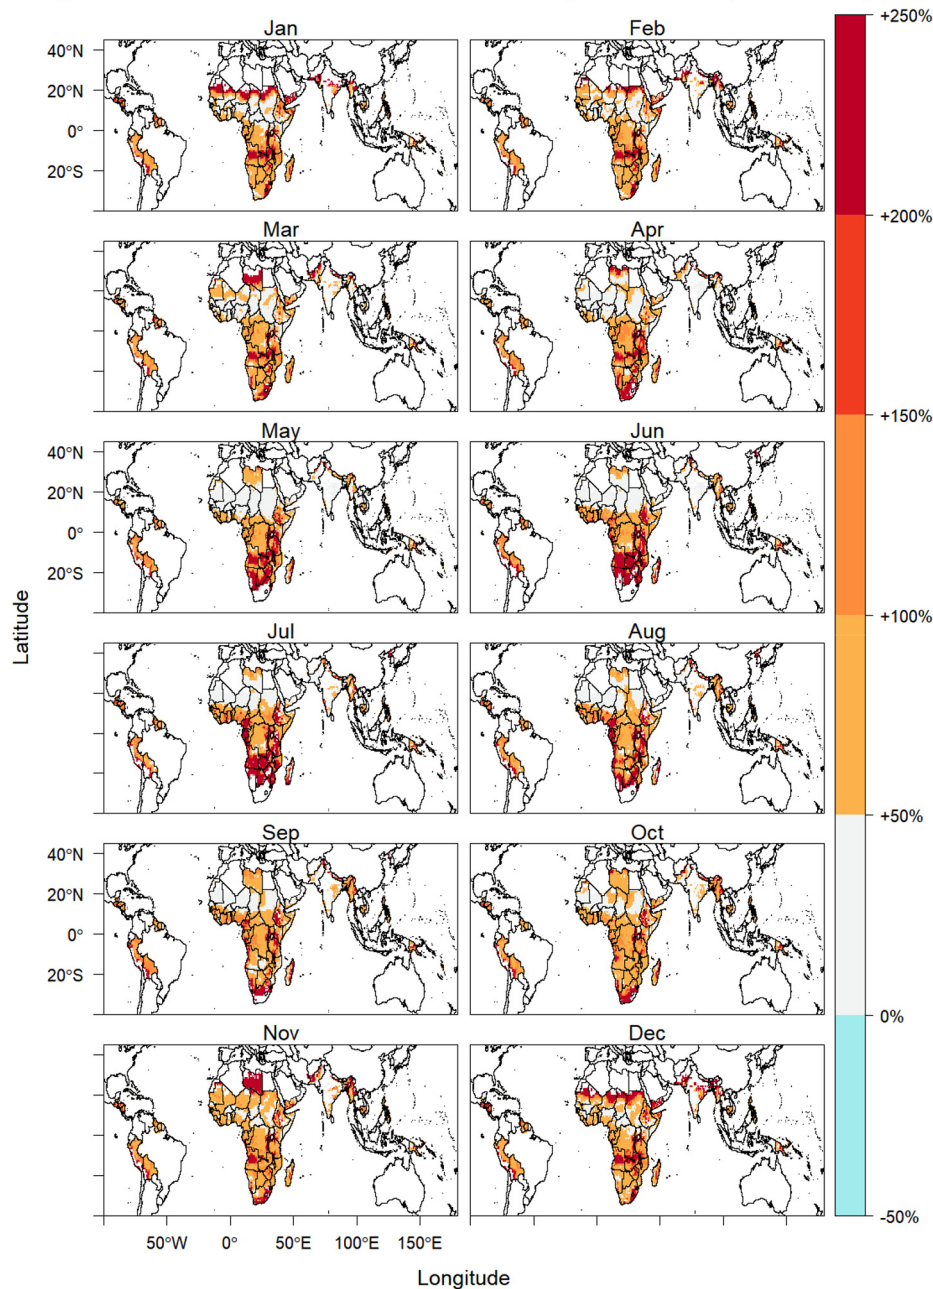 Jan
Feb
+250%
40°N
20°N
0°
20°S
+200%
Mar
Apr
+150%
May
Jun
40°N
20°N
0°
20°S
+100%
Latitude
Jul
Aug
+50%
Sep
Oct
40°N
20°N
0°
20°S
0%
Nov
Dec
-50%
50°W
0°
50°E
100°E
150°E
Longitude